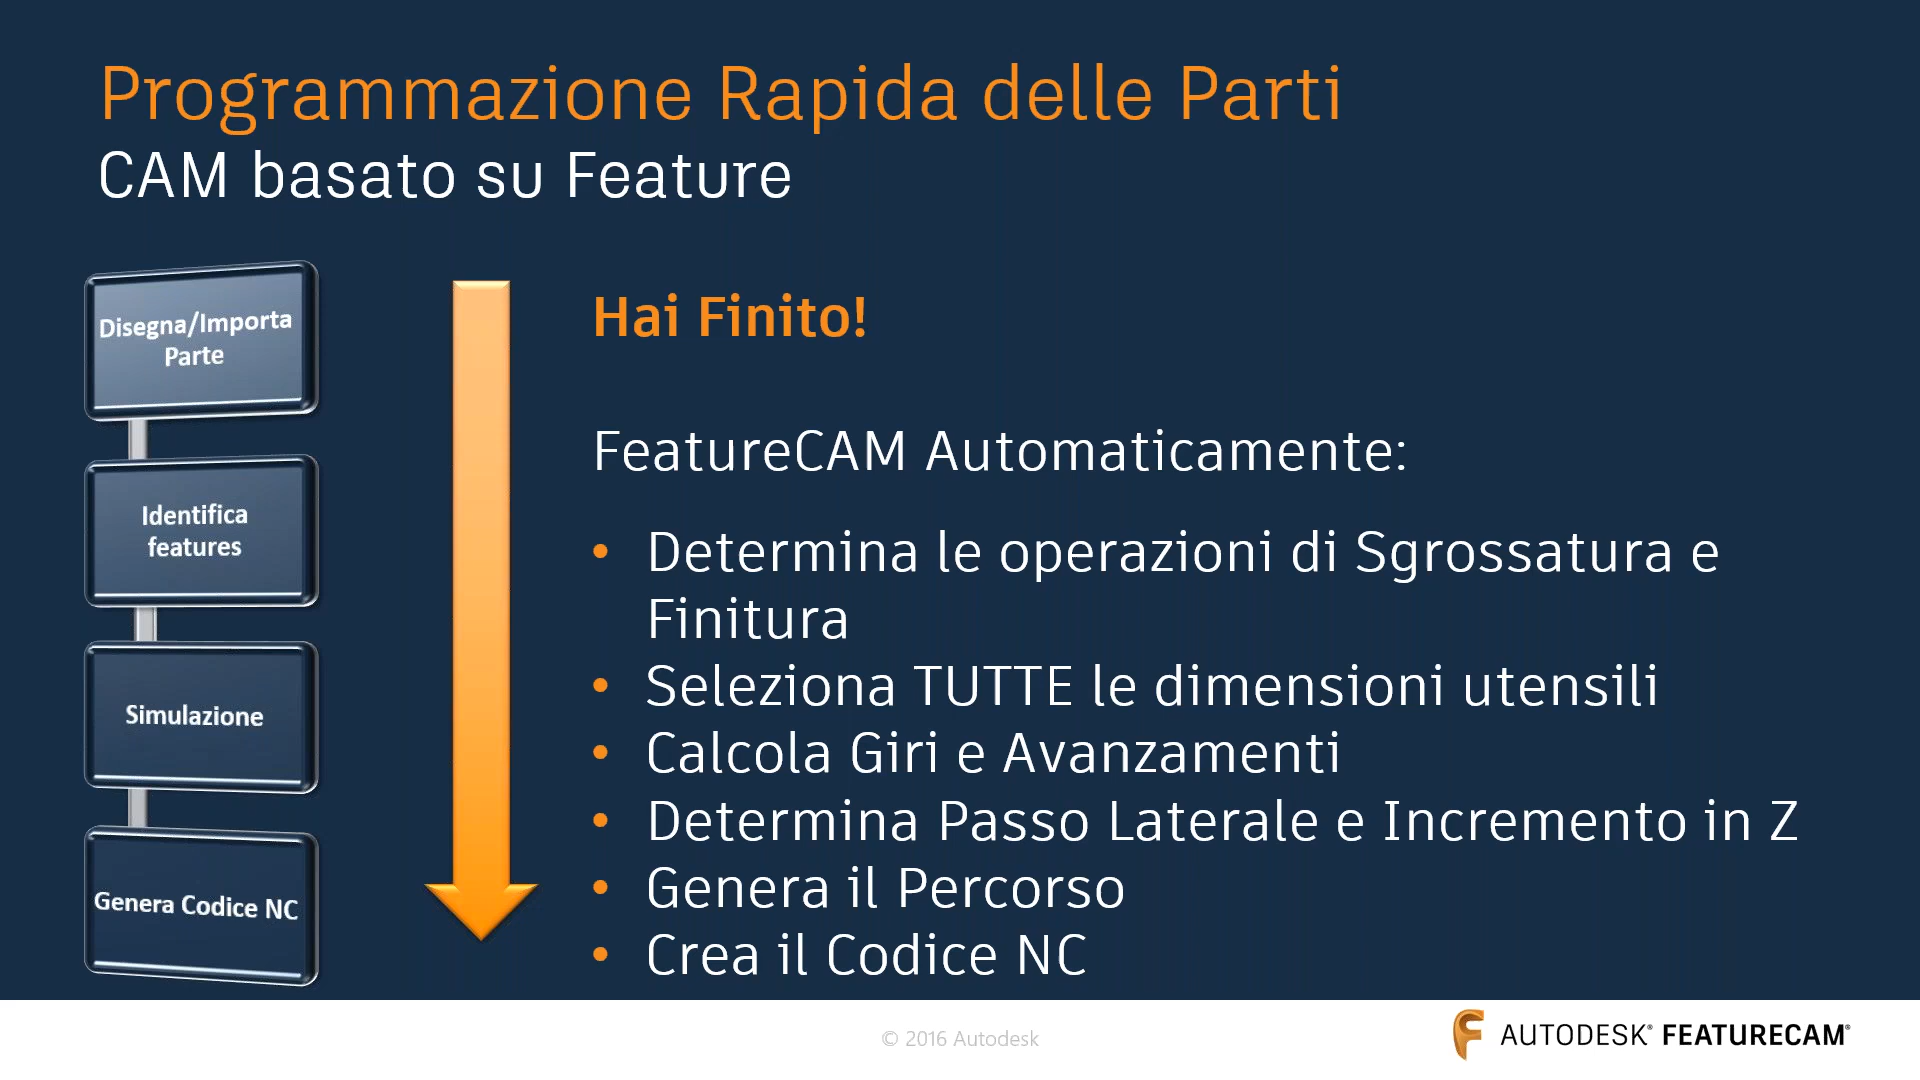 Programmazione Rapida delle Parti
CAM basato su Feature
Disegna/Importa
Parte
Identifica
features
Simulazione
Genera Codice NC
Hai Finito!
FeatureCAM Automaticamente:
• Determina le operazioni di Sgrossatura e
Finitura
• Seleziona TUTTE le dimensioni utensili
• Calcola Giri e Avanzamenti
• Determina Passo Laterale e Incremento in Z
• Genera il Percorso
• Crea il Codice NC
© 2016 Autodesk
AUTODESK® FEATURECAM®